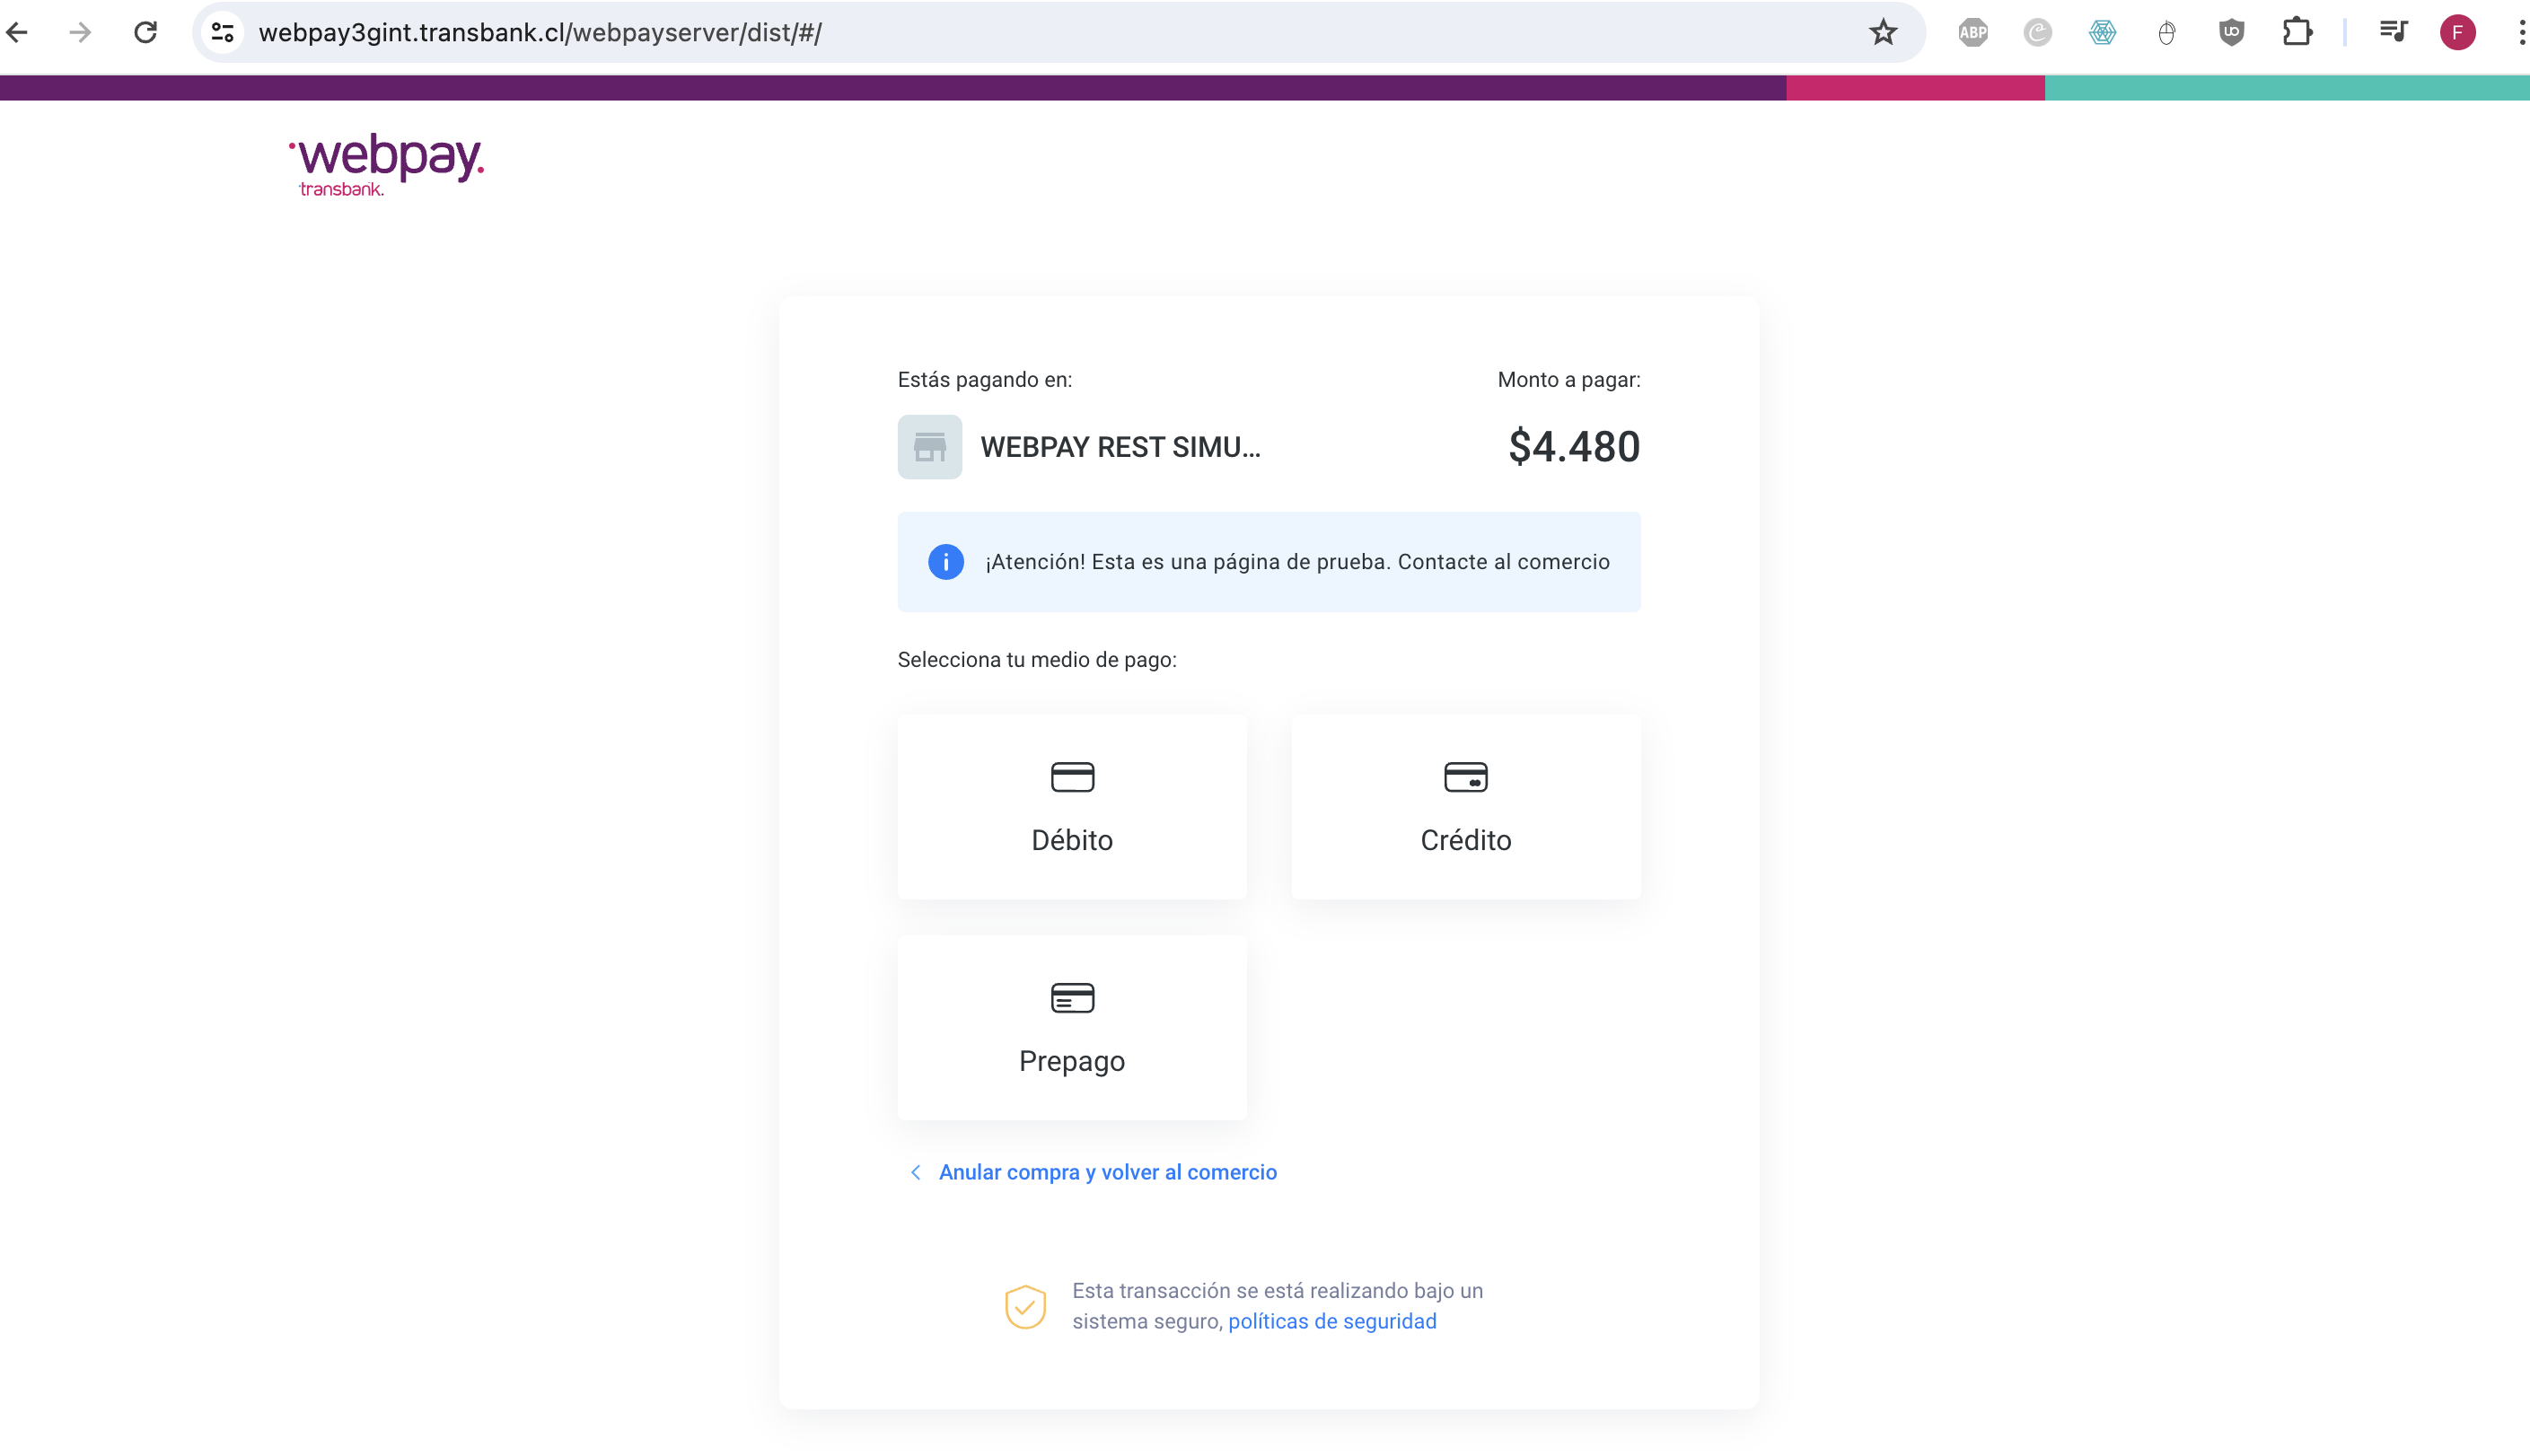 webpay3gint.transbank.cl/webpayserver/dist/#/
ABP
UO
F
webpay.
transbank.
Estás pagando en:
Monto a pagar:
WEBPAY REST SIMU...
$4.480
¡Atención! Esta es una página de prueba. Contacte al comercio
Selecciona tu medio de pago:
Débito
Crédito
Prepago
Anular compra y volver al comercio
Esta transacción se está realizando bajo un
sistema seguro, políticas de seguridad